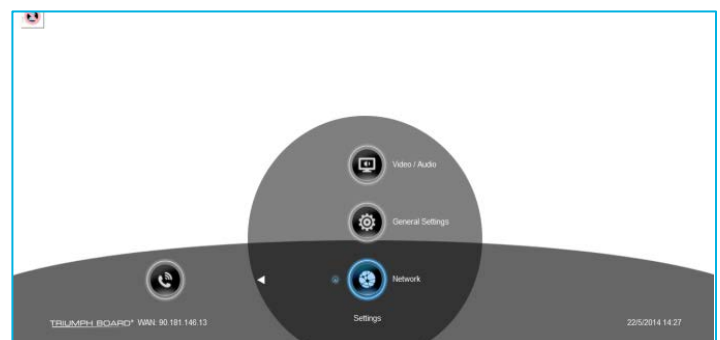 Video / Audio
General Settings
Network
Settings
TRIUMPH BOARD® WAN: 90.181.146.13
22/5/2014 14:27